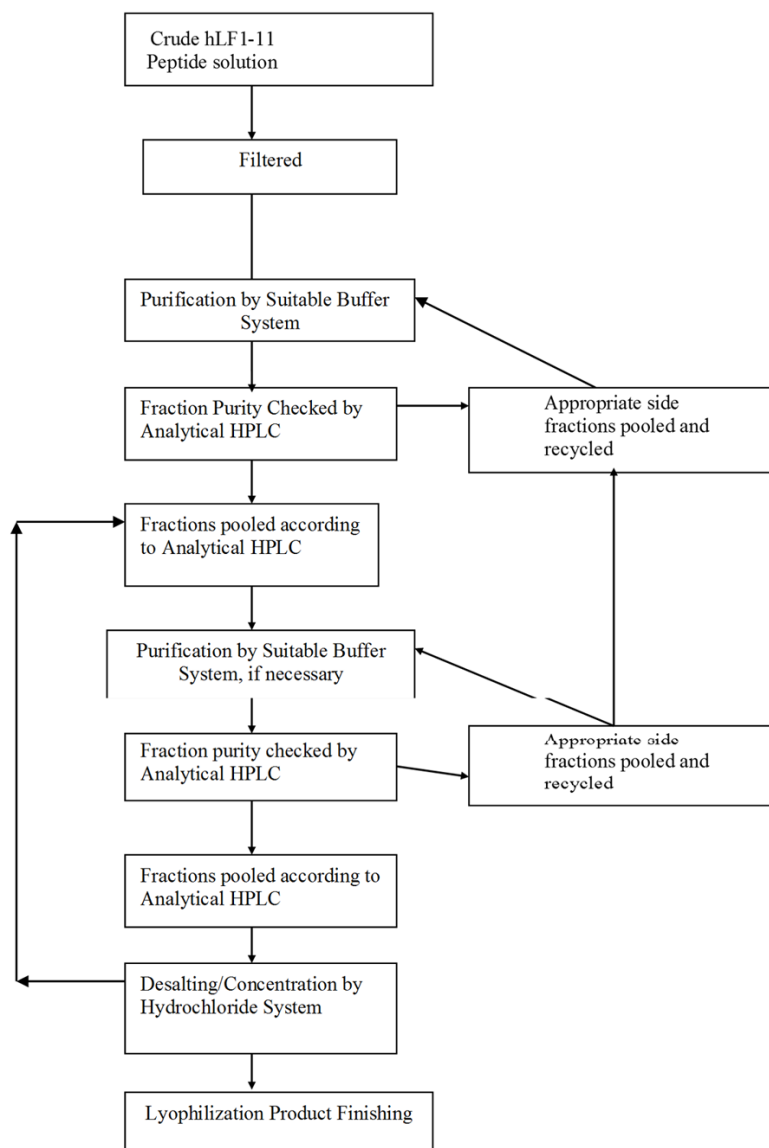 Crude hLF1-11
Peptide solution
Filtered
Purification by Suitable Buffer
System
Fraction Purity Checked by
Analytical HPLC
Appropriate side
fractions pooled and
recycled
Fractions pooled according
to Analytical HPLC
Purification by Suitable Buffer
System, if necessary
Fraction purity checked by
Analytical HPLC
Appropriate side
fractions pooled and
recycled
Fractions pooled according to
Analytical HPLC
Desalting/Concentration by
Hydrochloride System
Lyophilization Product Finishing